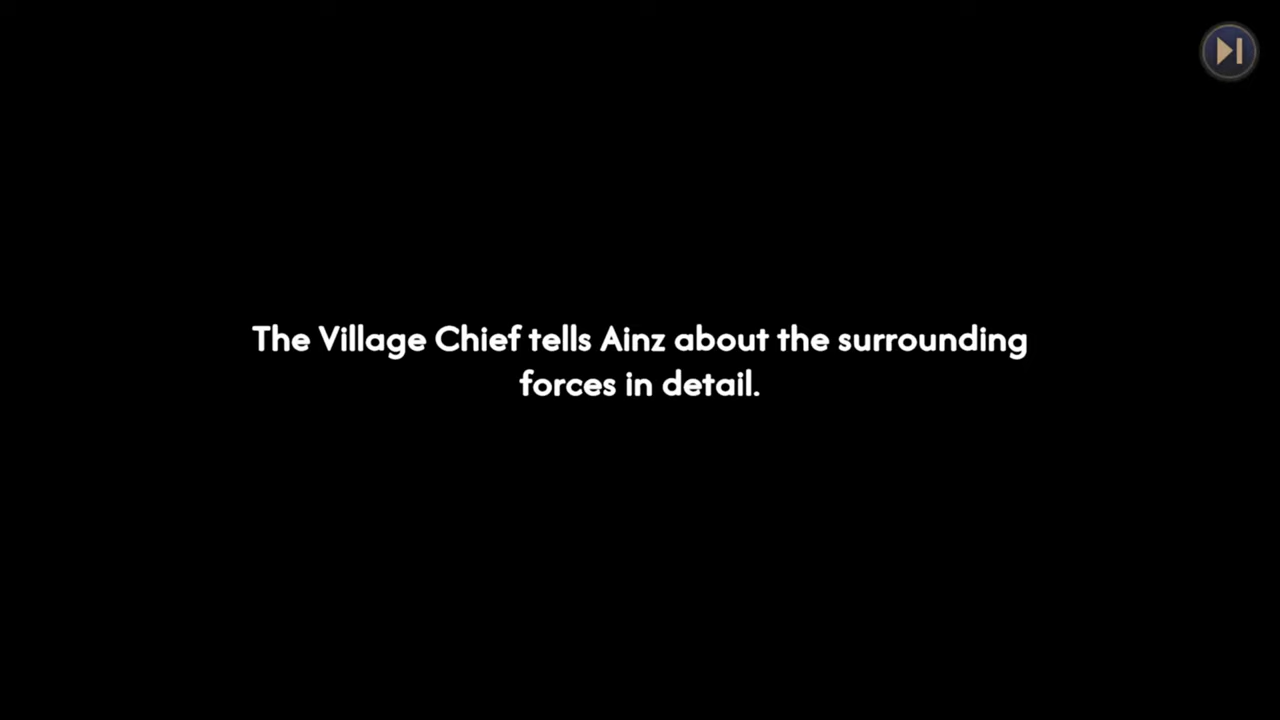 The Village Chief tells Ainz about the surrounding
forces in detail.